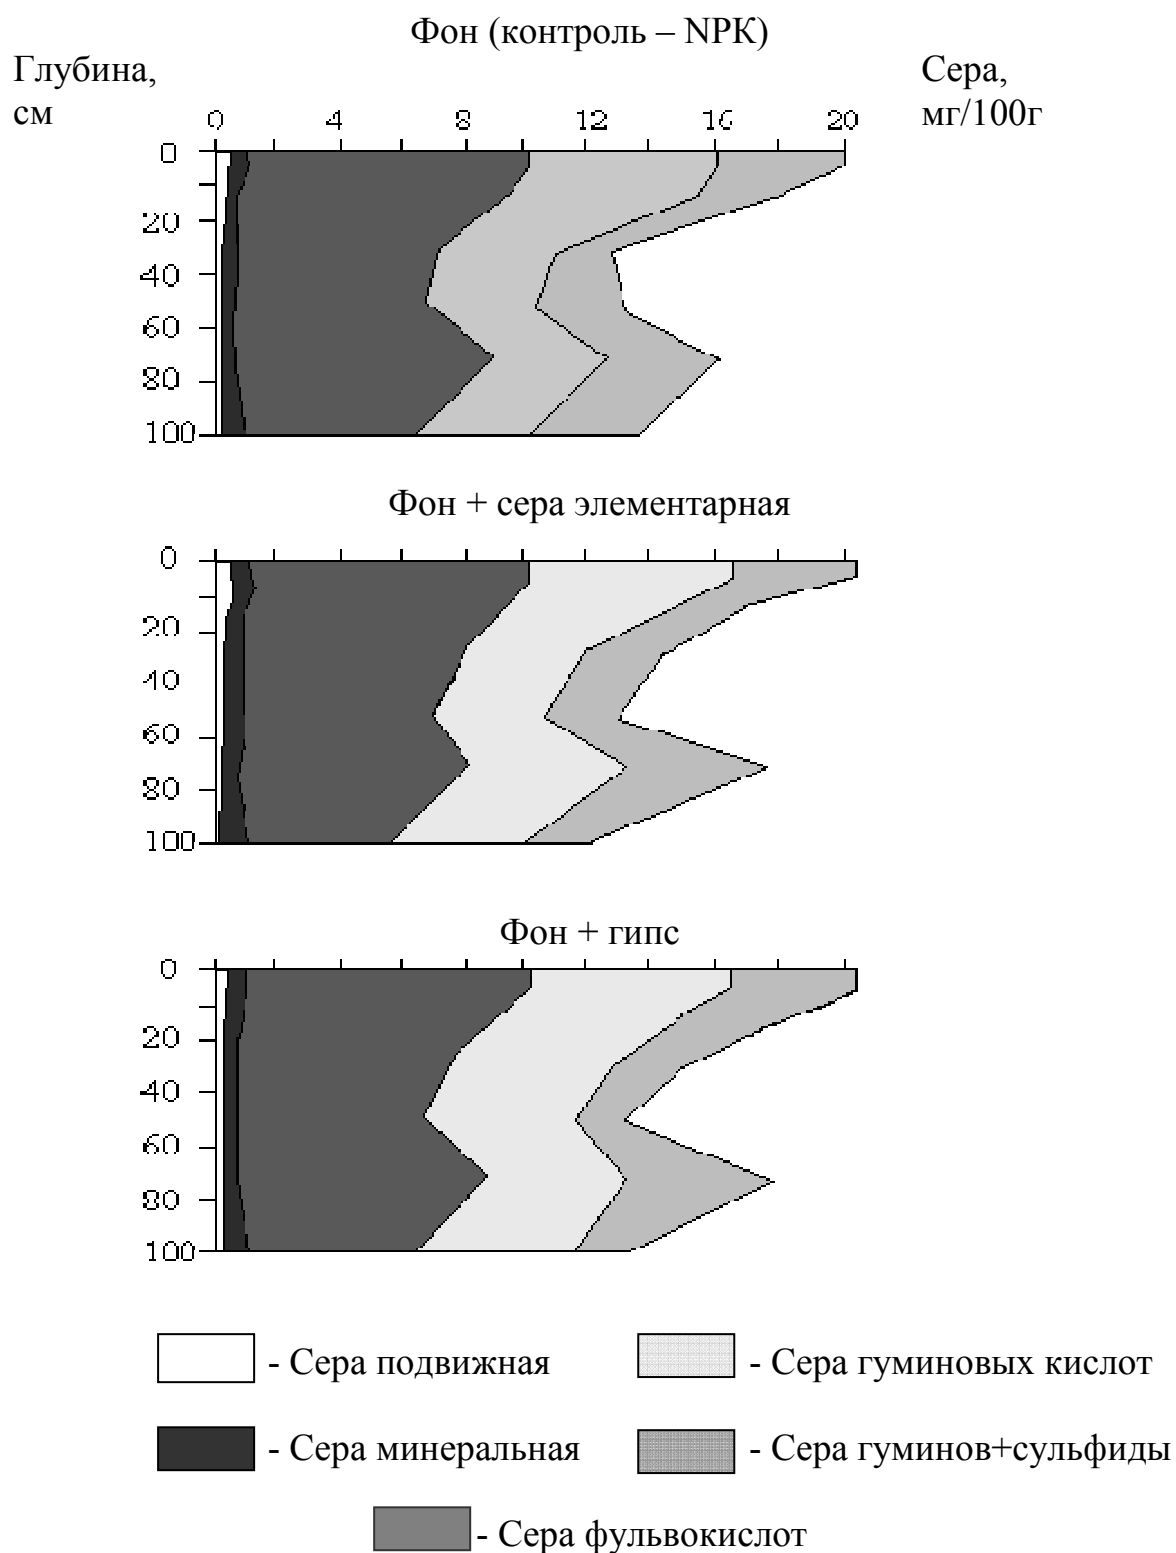 Фон (контроль – NPK)
Глубина,
см
Сера,
мг/100г
0 4 8 12 16 20
0
20
40
60
80
100
Фон + сера элементарная
0
20
40
60
80
100
Фон + гипс
0
20
40
60
80
100
- Сера подвижная
- Сера гуминовых кислот
- Сера минеральная
- Сера гуминов+сульфиды
- Сера фульвокислот